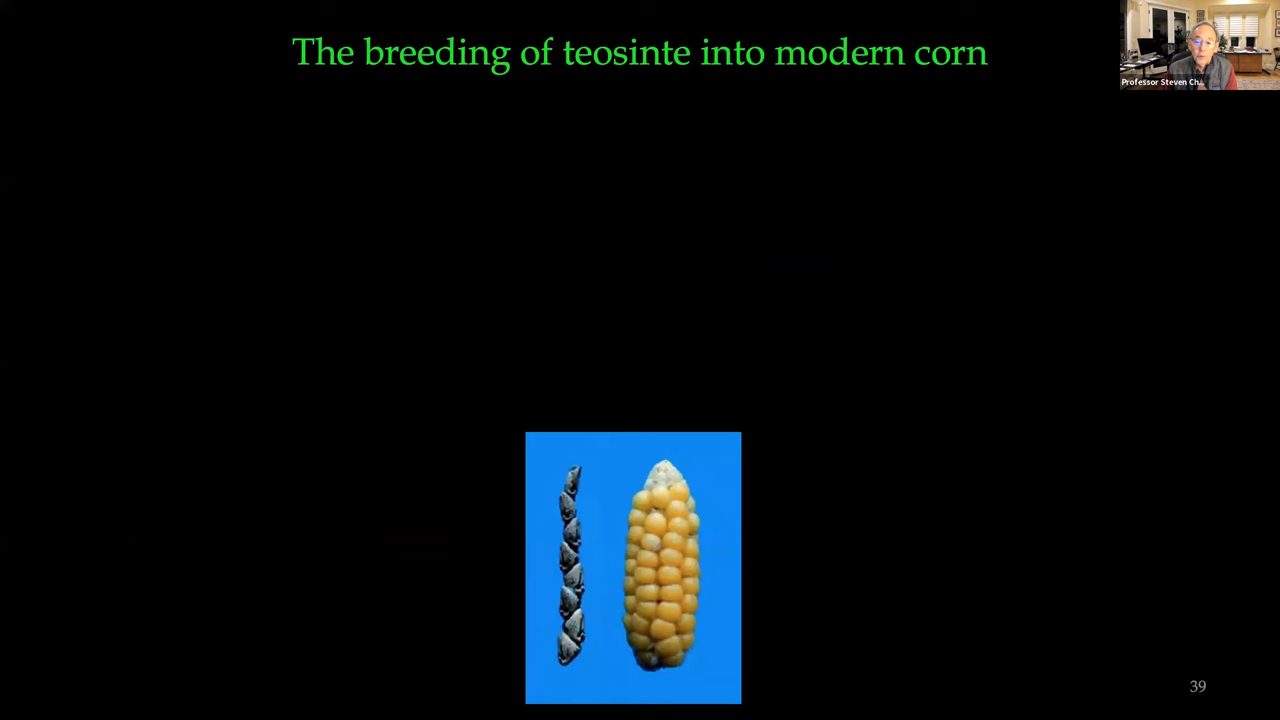 The breeding of teosinte into modern corn
Professor Steven Ch...
39